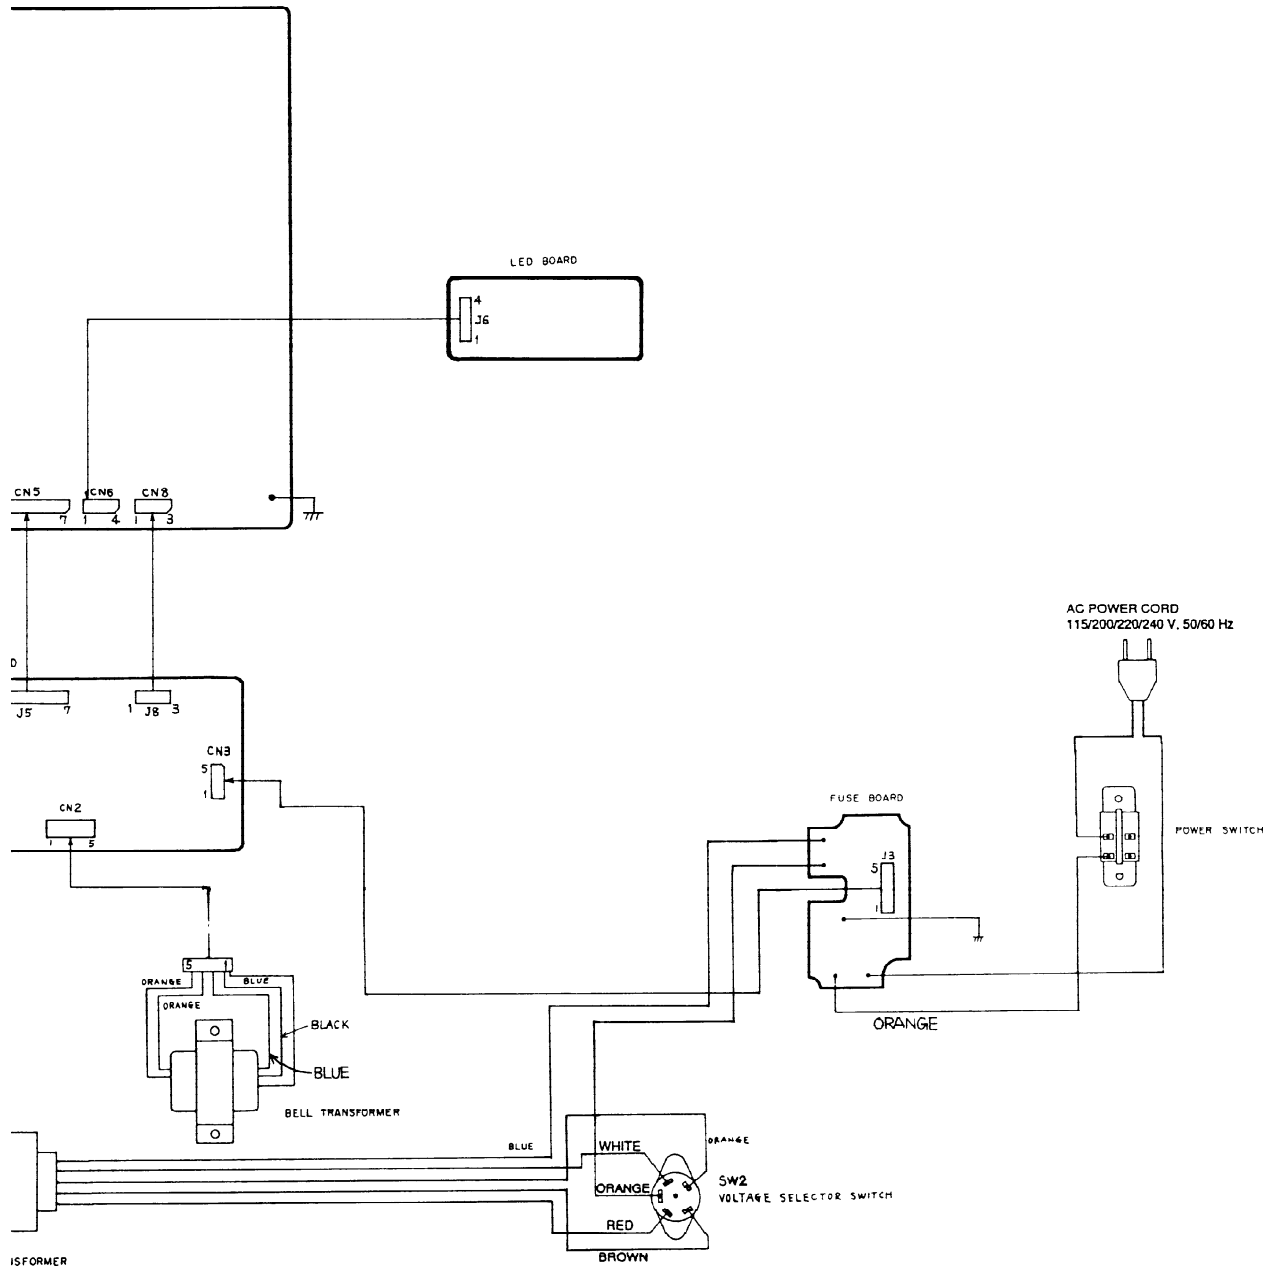 LED BOARD
4
J6
1
CN5 CN6 CN8
7 1 4 1 3
AC POWER CORD
115/200/220/240 V, 50/60 Hz
D
J5 7 1 J8 3
CN3
5
1
CN2
1 5
FUSE BOARD
J3
5
1
POWER SWITCH
5 1
ORANGE BLUE
ORANGE
BLACK
BLUE
ORANGE
BELL TRANSFORMER
BLUE
WHITE
ORANGE
ORANGE
SW2
VOLTAGE SELECTOR SWITCH
RED
BROWN
ISFORMER